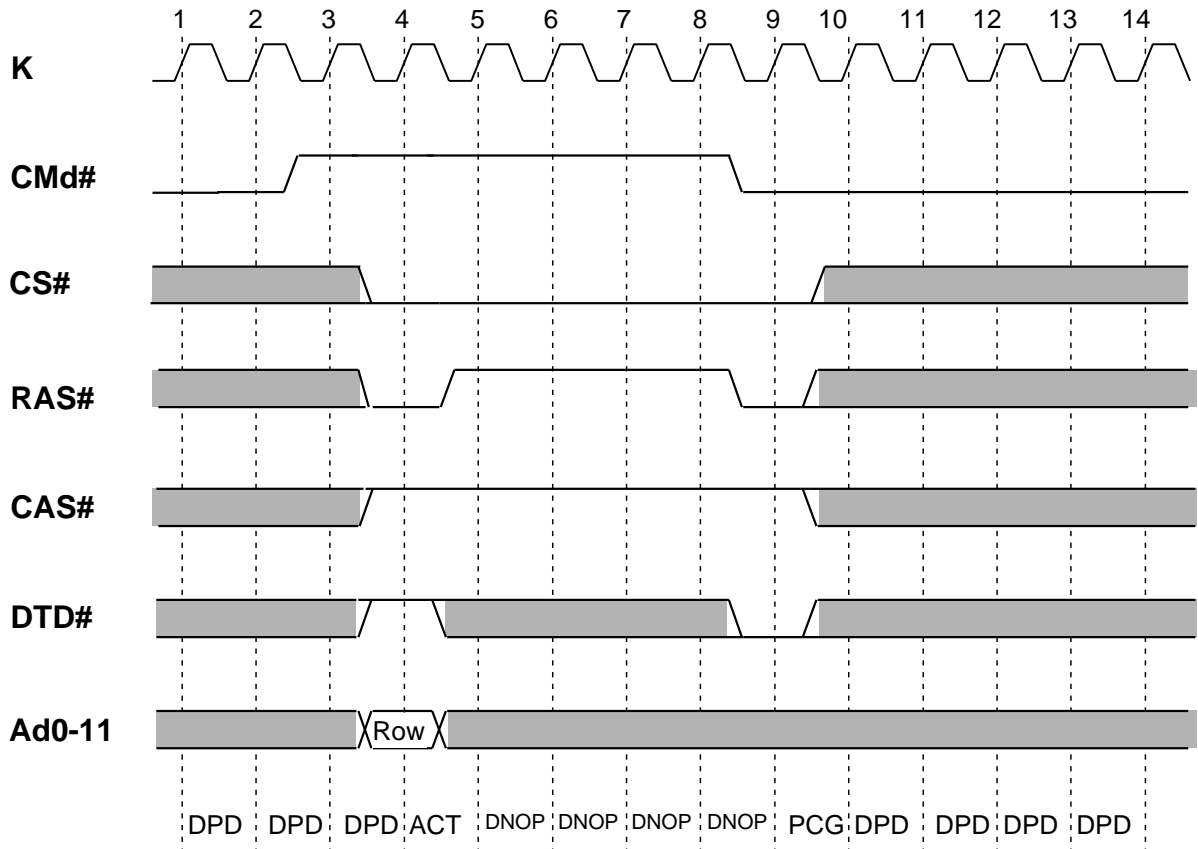 1 2 3 4 5 6 7 8 9 10 11 12 13 14
K
CMd#
CS#
RAS#
CAS#
DTD#
Ad0-11 Row
DPD DPD DPD ACT DNOP DNOP DNOP DNOP PCG DPD DPD DPD DPD